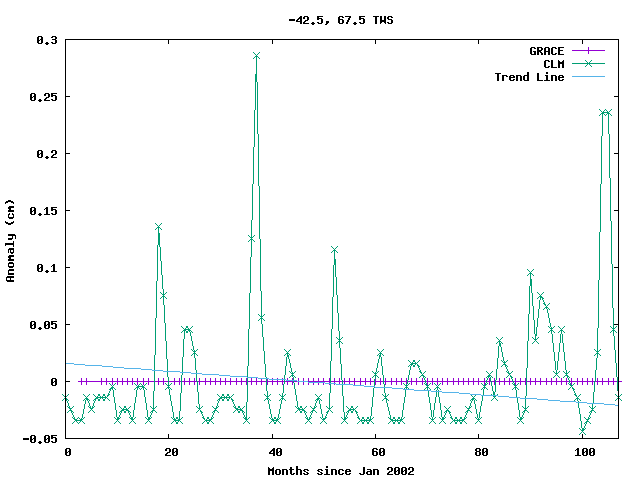 -42.5, 67.5 TWS
GRACE
CLM
Trend Line
0.3
0.25
0.2
0.15
0.1
0.05
0
-0.05
Anomaly (cm)
0 20 40 60 80 100
Months since Jan 2002